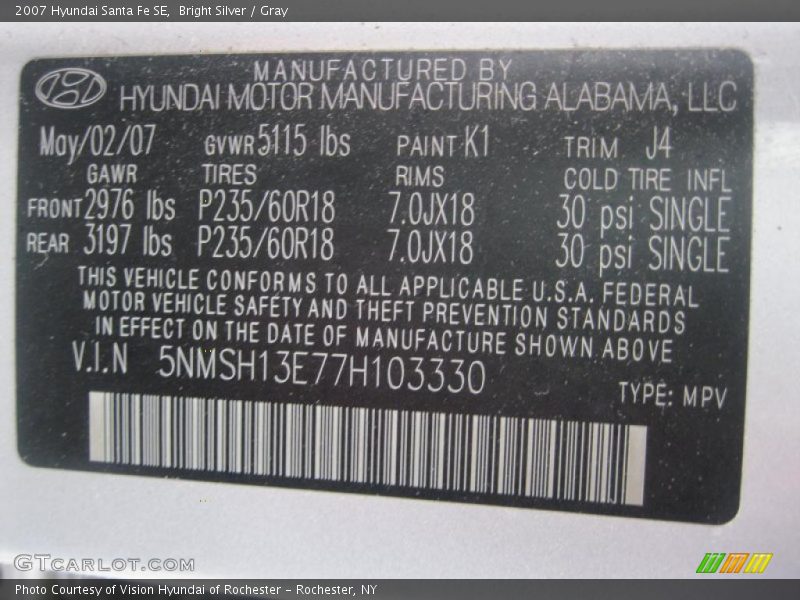 2007 Hyundai Santa Fe SE, Bright Silver / Gray
MANUFACTURED BY
HYUNDAI MOTOR MANUFACTURING ALABAMA, LLC
May/02/07 GVWR 5115 lbs PAINT K1 TRIM J4
GAWR TIRES RIMS COLD TIRE INFL
FRONT 2976 lbs P235/60R18 7.0JX18 30 psi SINGLE
REAR 3197 lbs P235/60R18 7.0JX18 30 psi SINGLE
THIS VEHICLE CONFORMS TO ALL APPLICABLE U.S.A. FEDERAL
MOTOR VEHICLE SAFETY AND THEFT PREVENTION STANDARDS
IN EFFECT ON THE DATE OF MANUFACTURE SHOWN ABOVE
V.I.N 5NMSH13E77H103330
TYPE: MPV
GTCARLOT.COM
Photo Courtesy of Vision Hyundai of Rochester – Rochester, NY